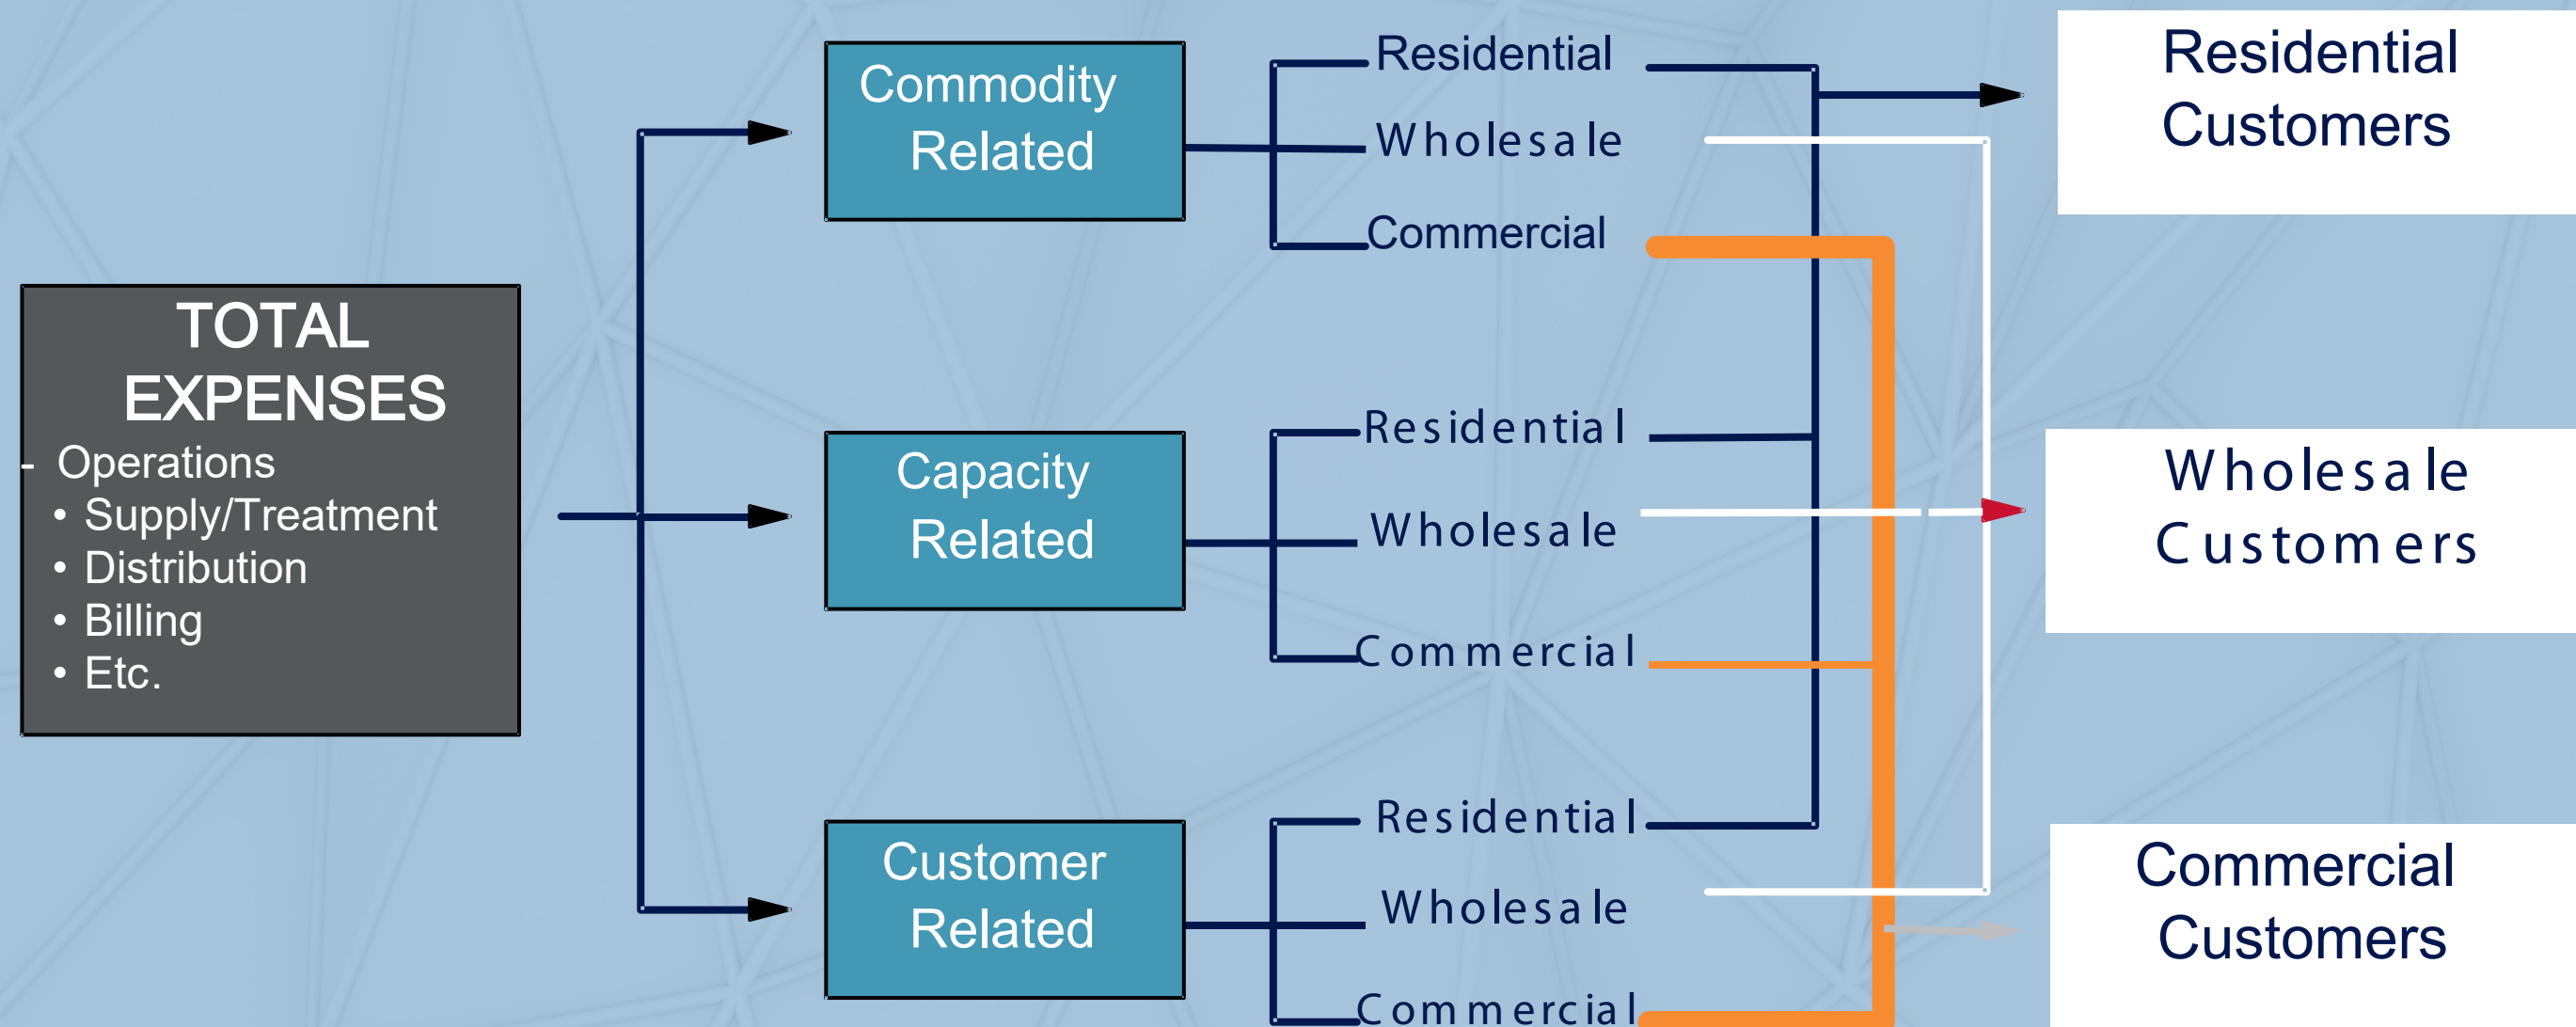 TOTAL
EXPENSES
- Operations
• Supply/Treatment
• Distribution
• Billing
• Etc.
Commodity
Related
Residential
Wholesale
Commercial
Capacity
Related
Residential
Wholesale
Commercial
Customer
Related
Residential
Wholesale
Commercial
Residential
Customers
Wholesale
Customers
Commercial
Customers